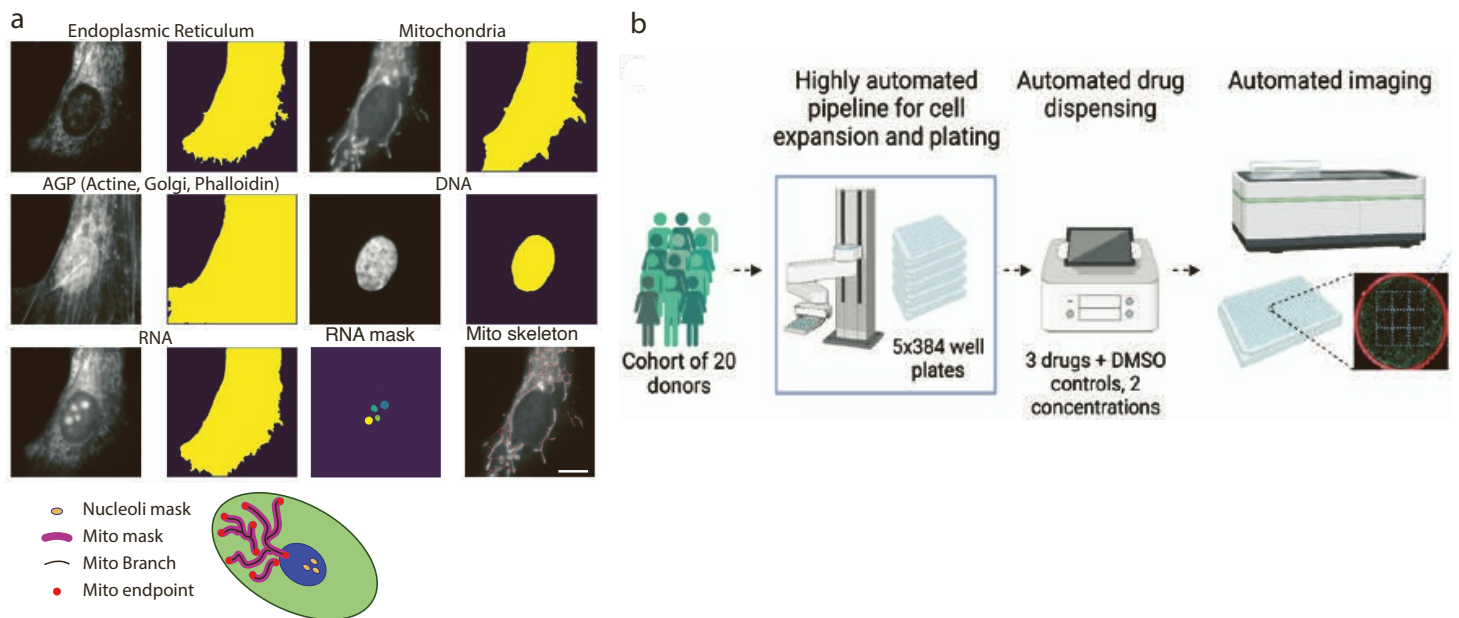 a
Endoplasmic Reticulum
Mitochondria
AGP (Actine, Golgi, Phalloidin)
DNA
RNA
RNA mask
Mito skeleton
Nucleoli mask
Mito mask
Mito Branch
Mito endpoint
b
Cohort of 20
donors
Highly automated
pipeline for cell
expansion and plating
5x384 well
plates
Automated drug
dispensing
3 drugs + DMSO
controls, 2
concentrations
Automated imaging